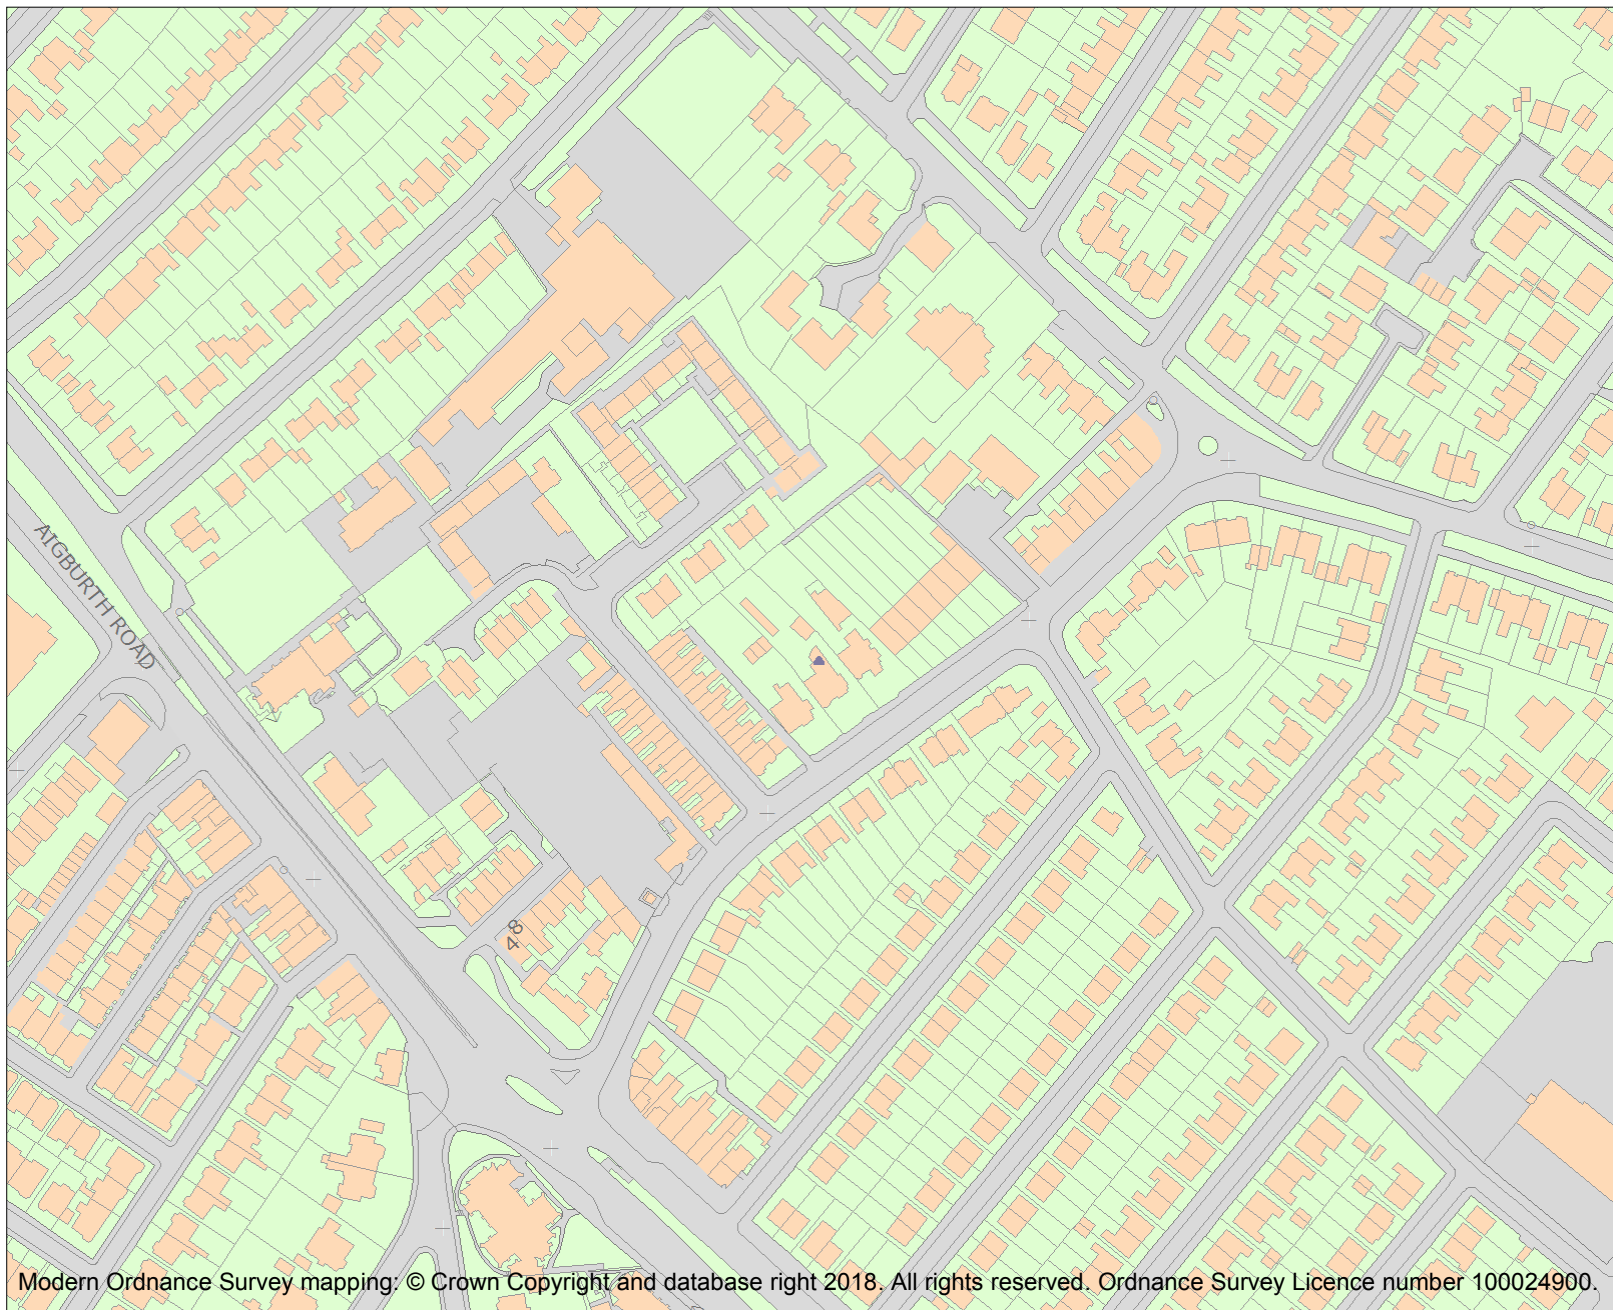 AIGBURTH ROAD
84
Modern Ordnance Survey mapping: © Crown Copyright and database right 2018. All rights reserved. Ordnance Survey Licence number 100024900.